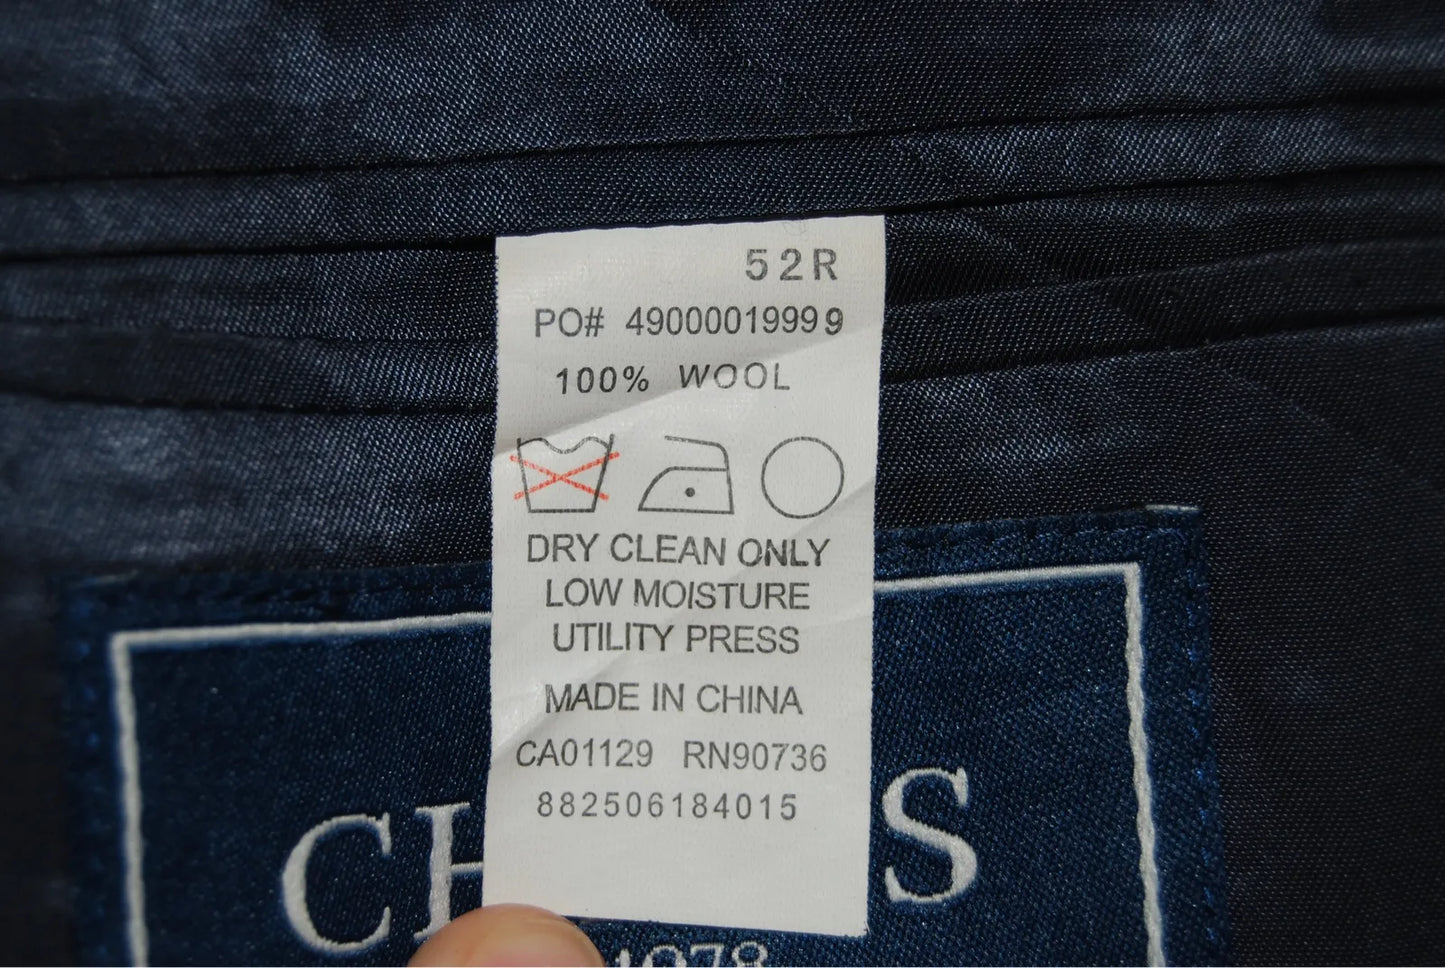 52R
PO# 49000019999
100% WOOL
DRY CLEAN ONLY
LOW MOISTURE
UTILITY PRESS
MADE IN CHINA
CA01129 RN90736
882506184015